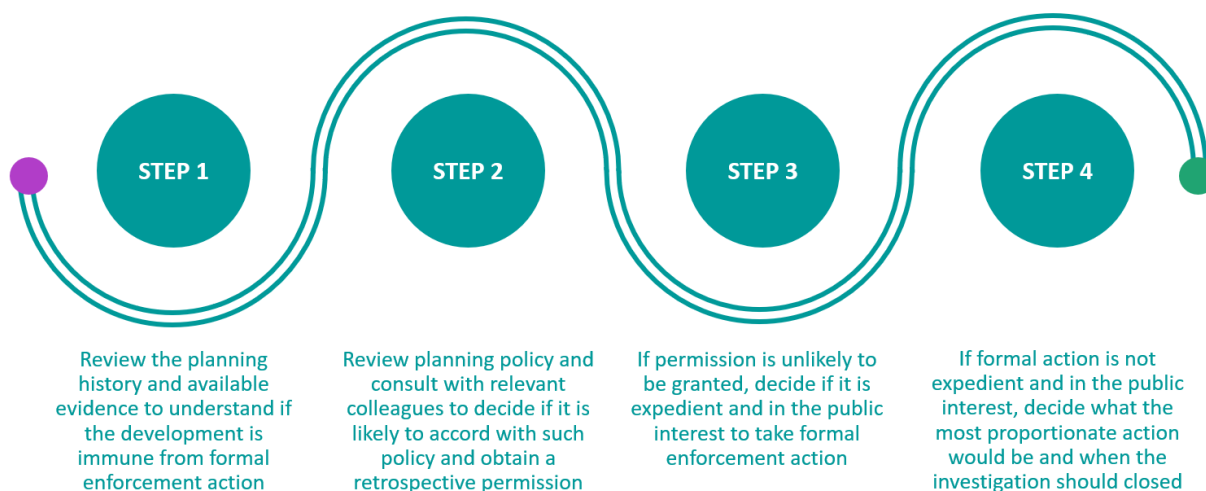 STEP 1
Review the planning
history and available
evidence to understand if
the development is
immune from formal
enforcement action
STEP 2
Review planning policy and
consult with relevant
colleagues to decide if it is
likely to accord with such
policy and obtain a
retrospective permission
STEP 3
If permission is unlikely to
be granted, decide if it is
expedient and in the public
interest to take formal
enforcement action
STEP 4
If formal action is not
expedient and in the public
interest, decide what the
most proportionate action
would be and when the
investigation should closed